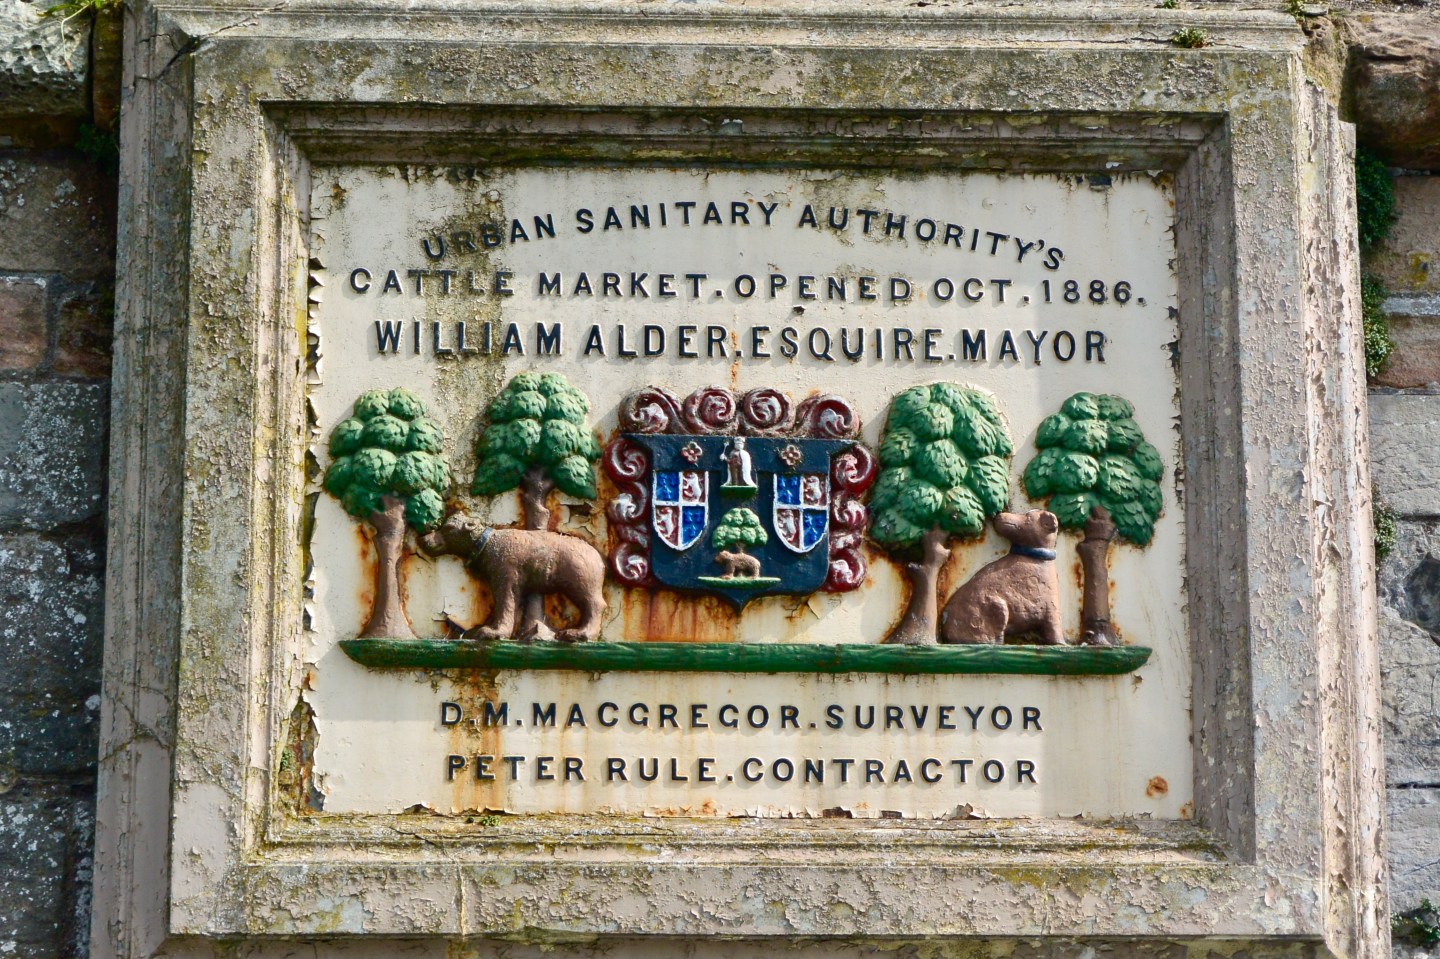 URBAN SANITARY AUTHORITY'S
CATTLE MARKET. OPENED OCT. 1886.
WILLIAM ALDER. ESQUIRE. MAYOR
D. M. MACGREGOR. SURVEYOR
PETER RULE. CONTRACTOR